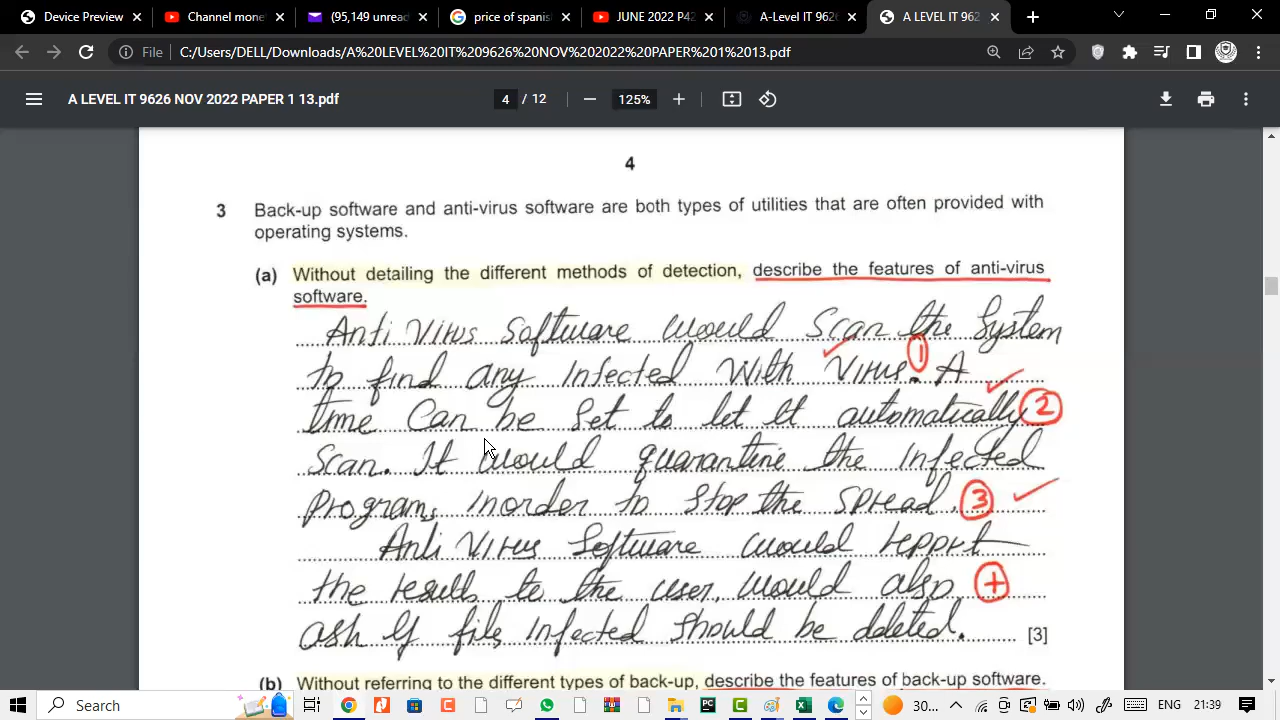 Device Preview
Channel mone
(95,149 unread
price of spanis
JUNE 2022 P42
A-Level IT 9626
A LEVEL IT 962
File
C:/Users/DELL/Downloads/A%20LEVEL%20IT%209626%20NOV%202022%20PAPER%201%2013.pdf
A LEVEL IT 9626 NOV 2022 PAPER 1 13.pdf
4 / 12
125%
4
3 Back-up software and anti-virus software are both types of utilities that are often provided with
operating systems.
(a) Without detailing the different methods of detection, describe the features of anti-virus
software.
Anti Virus Software would Scan the System
to find any infected with Virus. 1 A
time Can be Set to let it automatically 2
Scan. It would quarantine the infected
programs inorder to stop the spread. 3
Anti Virus Software would report
the results to the user. Would also +
ask if file infected should be deleted. [3]
(b) Without referring to the different types of back-up, describe the features of back-up software.
Search
30...
ENG
21:39